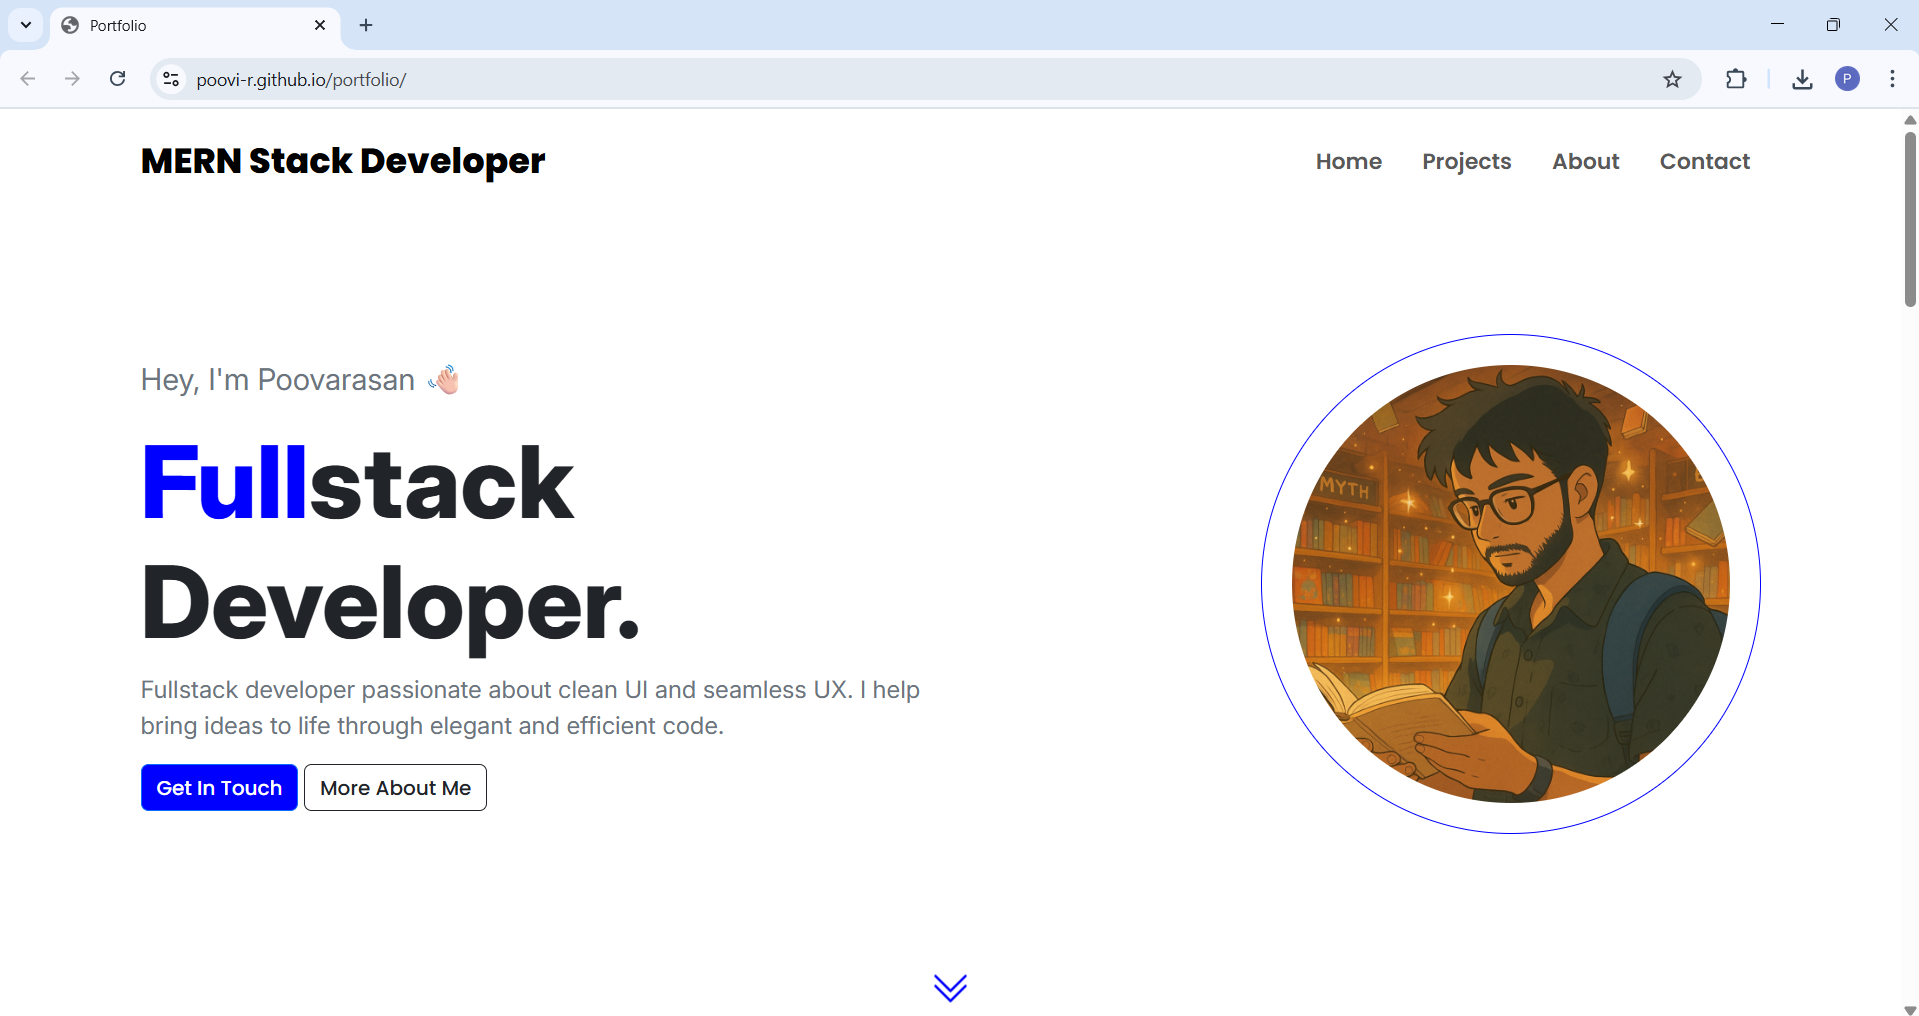 Portfolio
poovi-r.github.io/portfolio/
P
MERN Stack Developer
Home Projects About Contact
Hey, I'm Poovarasan 👋🏻
Fullstack
Developer.
Fullstack developer passionate about clean UI and seamless UX. I help
bring ideas to life through elegant and efficient code.
Get In Touch More About Me
MYTH